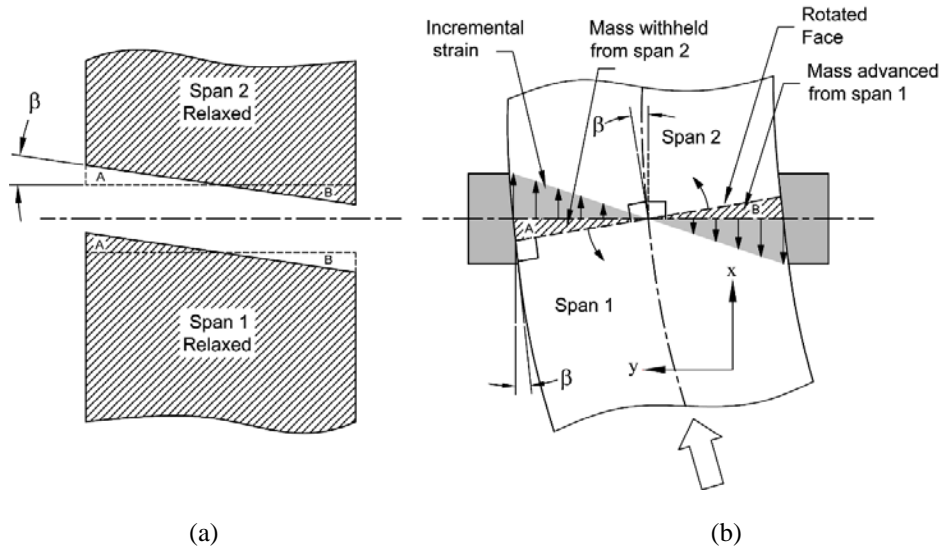 β
Span 2
Relaxed
A
B
A
B
Span 1
Relaxed
(a)
Incremental
strain
Mass withheld
from span 2
Rotated
Face
Mass advanced
from span 1
β
Span 2
A
B
Span 1
x
y
β
(b)